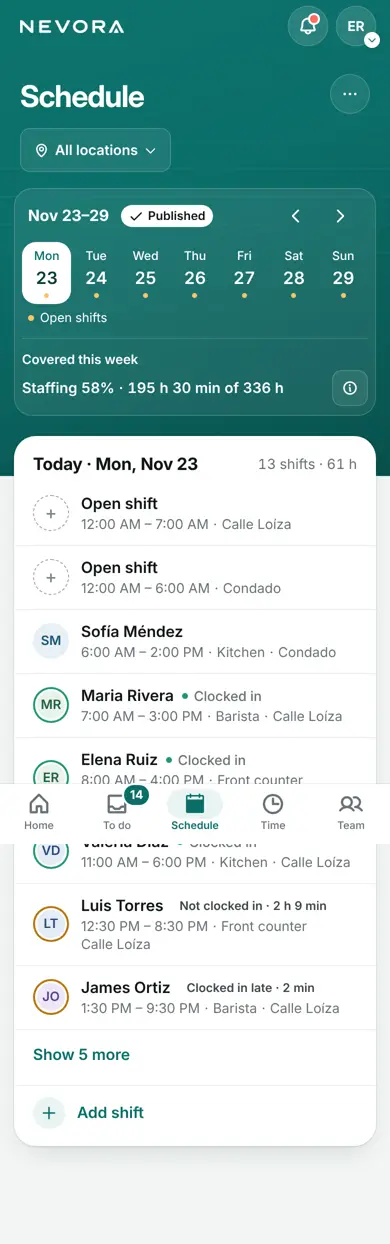 NEVORA
ER
Schedule
All locations
Nov 23–29
Published
Mon Tue Wed Thu Fri Sat Sun
23 24 25 26 27 28 29
Open shifts
Covered this week
Staffing 58% · 195 h 30 min of 336 h
Today · Mon, Nov 23
13 shifts · 61 h
Open shift
12:00 AM – 7:00 AM · Calle Loíza
Open shift
12:00 AM – 6:00 AM · Condado
SM
Sofía Méndez
6:00 AM – 2:00 PM · Kitchen · Condado
MR
Maria Rivera
Clocked in
7:00 AM – 3:00 PM · Barista · Calle Loíza
ER
Elena Ruiz
Clocked in
8:00 AM – 4:00 PM · Front counter
14
Home
To do
Schedule
Time
Team
VD
Valeria Díaz
Clocked in
11:00 AM – 6:00 PM · Kitchen · Calle Loíza
LT
Luis Torres
Not clocked in · 2 h 9 min
12:30 PM – 8:30 PM · Front counter
Calle Loíza
JO
James Ortiz
Clocked in late · 2 min
1:30 PM – 9:30 PM · Barista · Calle Loíza
Show 5 more
Add shift